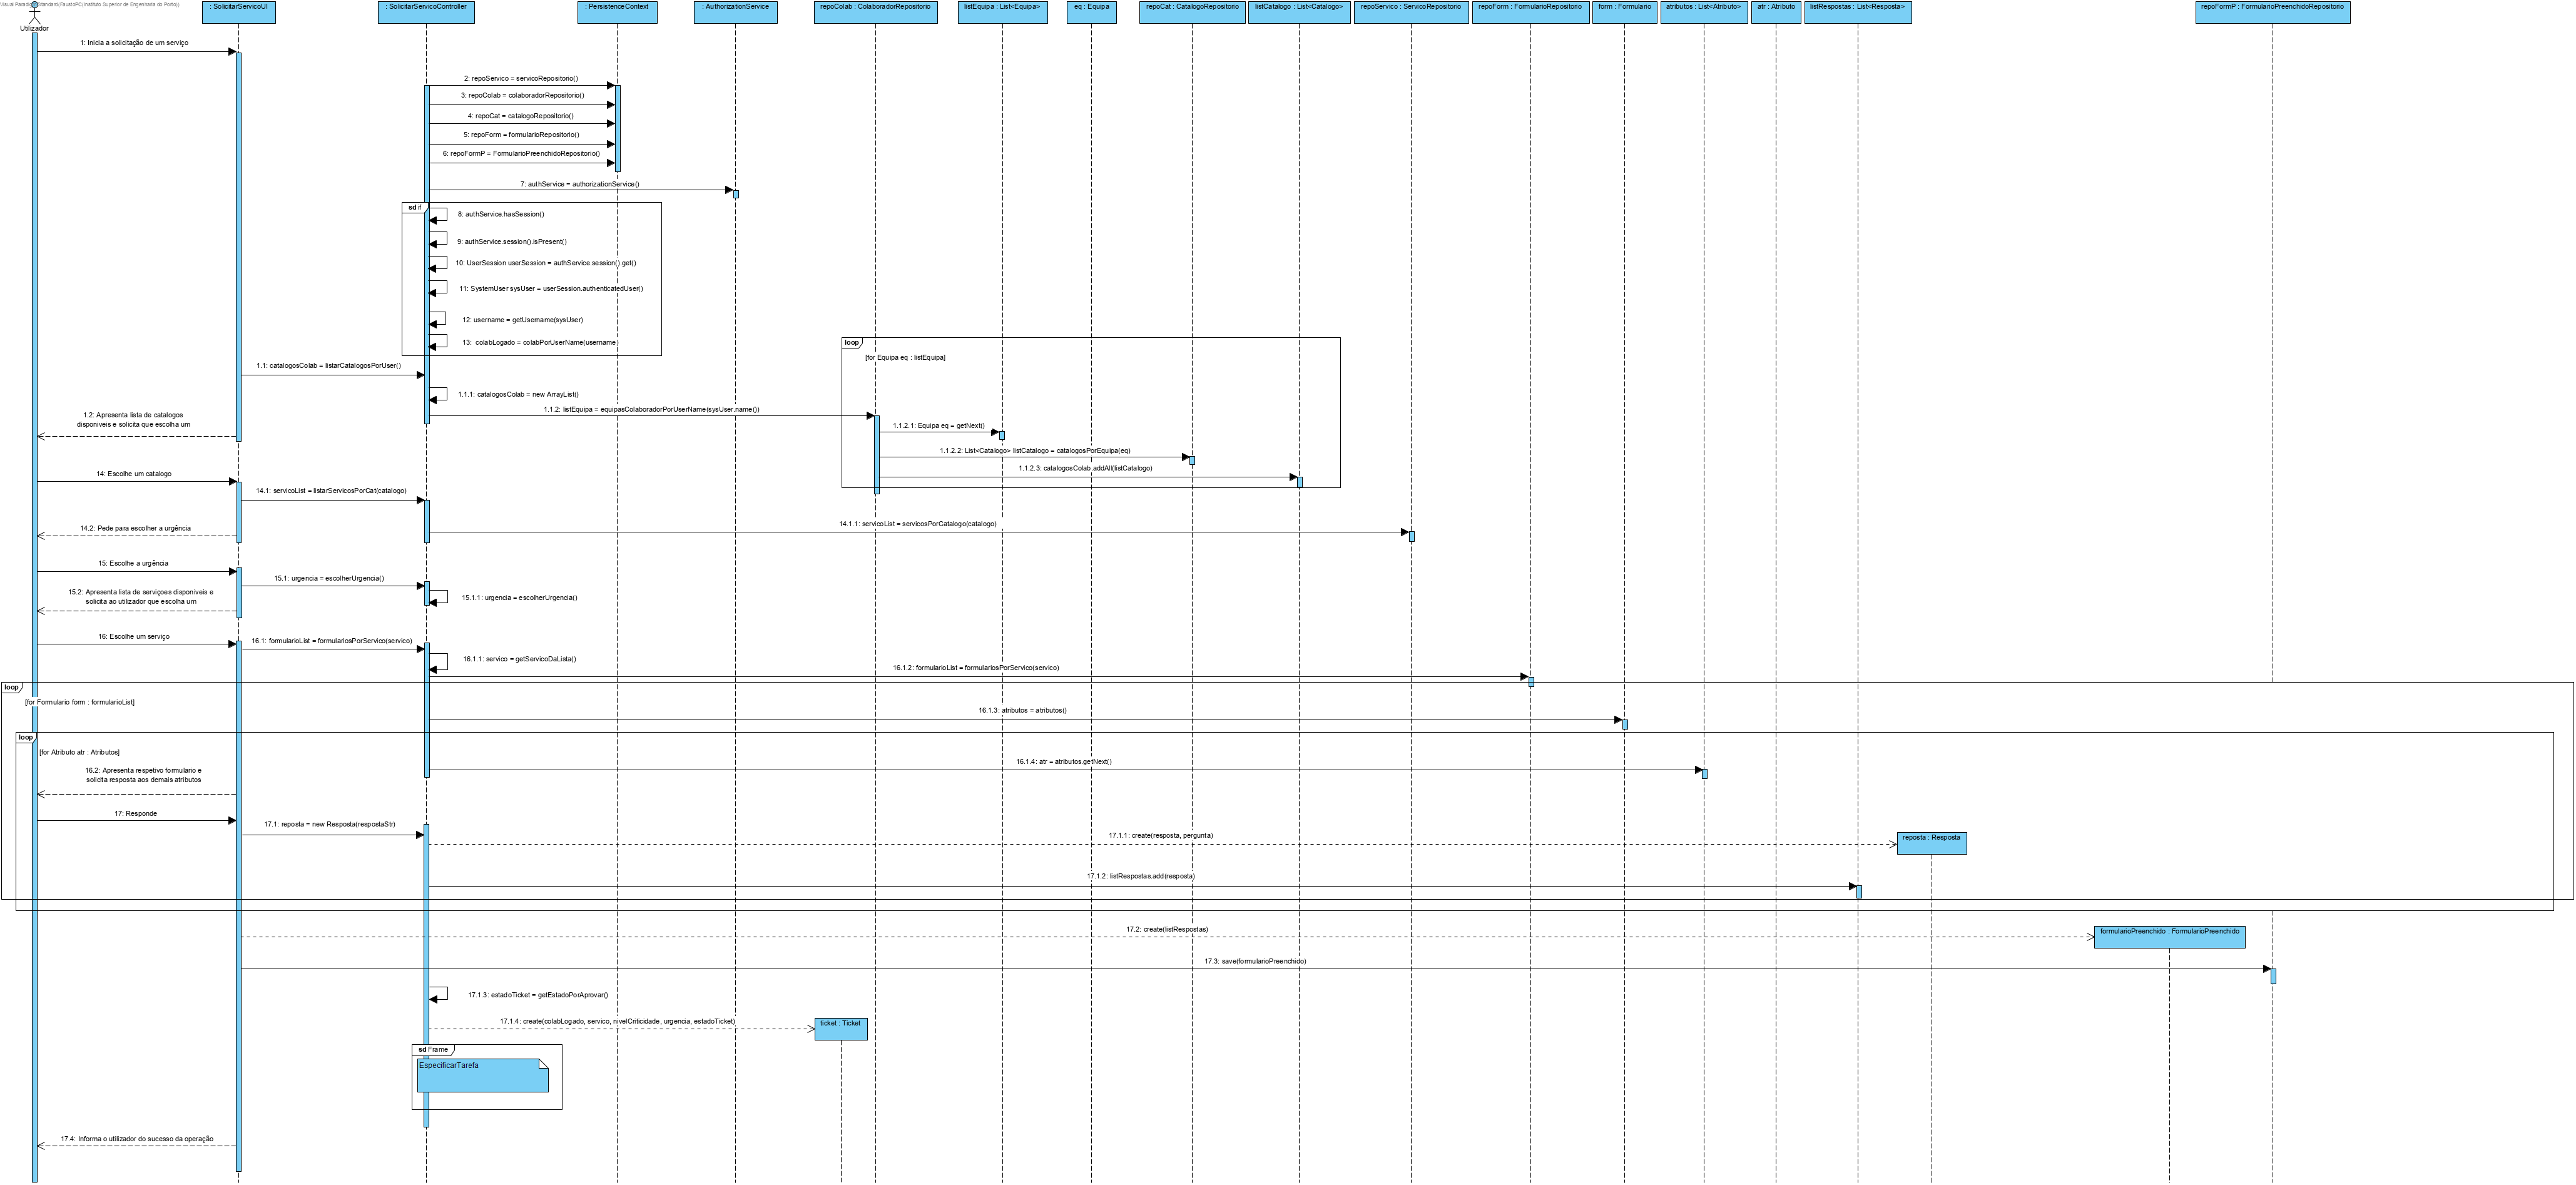 Visual Paradigm Standard(Fausto PC(Instituto Superior de Engenharia do Porto))
Utilizador
: SolicitarServicoUI
: SolicitarServicoController
: PersistenceContext
: AuthorizationService
repoColab : ColaboradorRepositorio
listEquipa : List<Equipa>
eq : Equipa
repoCat : CatalogoRepositorio
listCatalogo : List<Catalogo>
repoServico : ServicoRepositorio
repoForm : FormularioRepositorio
form : Formulario
atributos : List<Atributo>
atr : Atributo
listRespostas : List<Resposta>
repoFormP : FormularioPreenchidoRepositorio
1: Inicia a solicitação de um serviço
2: repoServico = servicoRepositorio()
3: repoColab = colaboradorRepositorio()
4: repoCat = catalogoRepositorio()
5: repoForm = formularioRepositorio()
6: repoFormP = FormularioPreenchidoRepositorio()
7: authService = authorizationService()
sd if
8: authService.hasSession()
9: authService.session().isPresent()
10: UserSession userSession = authService.session().get()
11: SystemUser sysUser = userSession.authenticatedUser()
12: username = getUsername(sysUser)
13: colabLogado = colabPorUserName(username)
loop
[for Equipa eq : listEquipa]
1.1: catalogosColab = listarCatalogosPorUser()
1.1.1: catalogosColab = new ArrayList()
1.1.2: listEquipa = equipasColaboradorPorUserName(sysUser.name())
1.2: Apresenta lista de catalogos
disponiveis e solicita que escolha um
1.1.2.1: Equipa eq = getNext()
1.1.2.2: List<Catalogo> listCatalogo = catalogosPorEquipa(eq)
1.1.2.3: catalogosColab.addAll(listCatalogo)
14: Escolhe um catalogo
14.1: servicoList = listarServicosPorCat(catalogo)
14.1.1: servicoList = servicosPorCatalogo(catalogo)
14.2: Pede para escolher a urgência
15: Escolhe a urgência
15.1: urgencia = escolherUrgencia()
15.2: Apresenta lista de serviçoes disponiveis e
solicita ao utilizador que escolha um
15.1.1: urgencia = escolherUrgencia()
16: Escolhe um serviço
16.1: formularioList = formulariosPorServico(servico)
16.1.1: servico = getServicoDaLista()
16.1.2: formularioList = formulariosPorServico(servico)
loop
[for Formulario form : formularioList]
16.1.3: atributos = atributos()
loop
[for Atributo atr : Atributos]
16.1.4: atr = atributos.getNext()
16.2: Apresenta respetivo formulario e
solicita resposta aos demais atributos
17: Responde
17.1: reposta = new Resposta(respostaStr)
17.1.1: create(resposta, pergunta)
reposta : Resposta
17.1.2: listRespostas.add(resposta)
17.2: create(listRespostas)
formularioPreenchido : FormularioPreenchido
17.3: save(formularioPreenchido)
17.1.3: estadoTicket = getEstadoPorAprovar()
17.1.4: create(colabLogado, servico, nivelCriticidade, urgencia, estadoTicket)
ticket : Ticket
sd Frame
EspecificarTarefa
17.4: Informa o utilizador do sucesso da operação